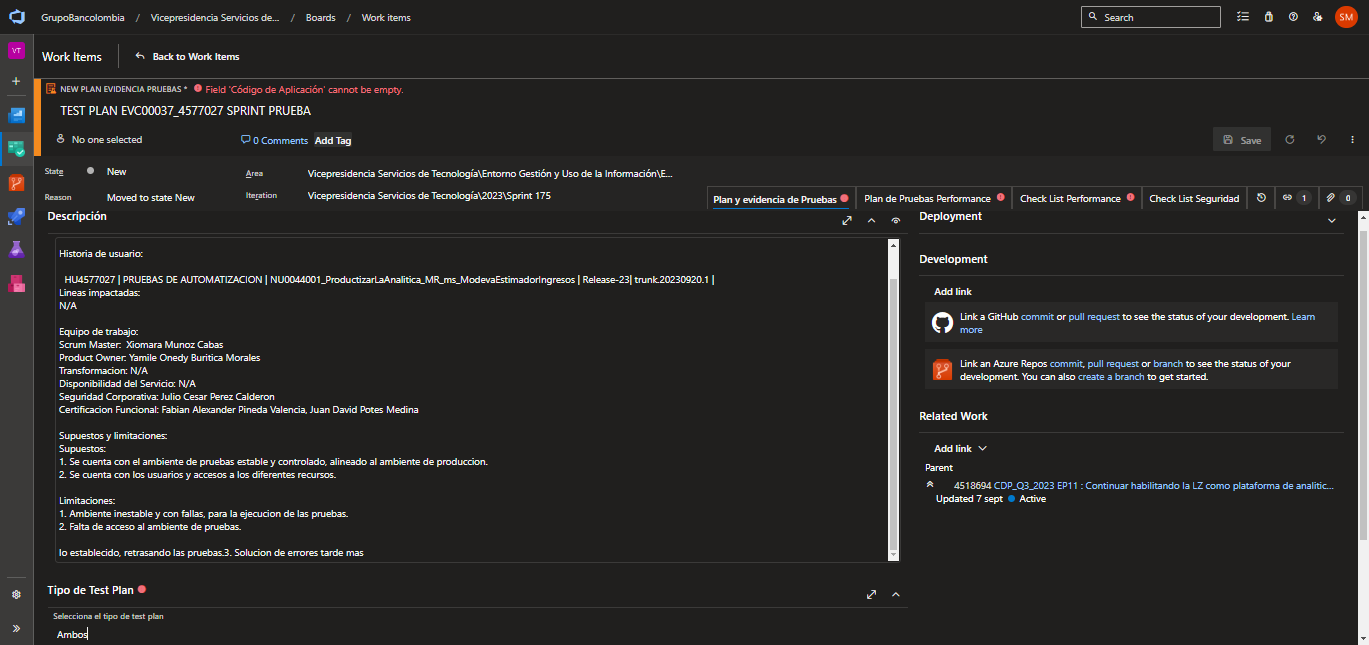 GrupoBancolombia / Vicepresidencia Servicios de... / Boards / Work items
Search
SM
VT
Work Items
Back to Work Items
NEW PLAN EVIDENCIA PRUEBAS * Field 'Código de Aplicación' cannot be empty.
TEST PLAN EVC00037_4577027 SPRINT PRUEBA
No one selected
0 Comments
Add Tag
Save
State
New
Area
Vicepresidencia Servicios de Tecnología\Entorno Gestión y Uso de la Información\E...
Reason
Moved to state New
Iteration
Vicepresidencia Servicios de Tecnología\2023\Sprint 175
Plan y evidencia de Pruebas
Plan de Pruebas Performance
Check List Performance
Check List Seguridad
1
0
Descripción
Historia de usuario:
HU4577027 | PRUEBAS DE AUTOMATIZACION | NU0044001_ProductizarLaAnalitica_MR_ms_ModevaEstimadorIngresos | Release-23| trunk.20230920.1 |
Lineas impactadas:
N/A
Equipo de trabajo:
Scrum Master:  Xiomara Munoz Cabas
Product Owner: Yamile Onedy Buritica Morales
Transformacion: N/A
Disponibilidad del Servicio: N/A
Seguridad Corporativa: Julio Cesar Perez Calderon
Certificacion Funcional: Fabian Alexander Pineda Valencia, Juan David Potes Medina
Supuestos y limitaciones:
Supuestos:
1. Se cuenta con el ambiente de pruebas estable y controlado, alineado al ambiente de produccion.
2. Se cuenta con los usuarios y accesos a los diferentes recursos.
Limitaciones:
1. Ambiente inestable y con fallas, para la ejecucion de las pruebas.
2. Falta de acceso al ambiente de pruebas.
lo establecido, retrasando las pruebas.3. Solucion de errores tarde mas
Tipo de Test Plan
Selecciona el tipo de test plan
Ambos
Deployment
Development
Add link
Link a GitHub commit or pull request to see the status of your development. Learn
more
Link an Azure Repos commit, pull request or branch to see the status of your
development. You can also create a branch to get started.
Related Work
Add link
Parent
4518694 CDP_Q3_2023 EP11 : Continuar habilitando la LZ como plataforma de analitic...
Updated 7 sept
Active